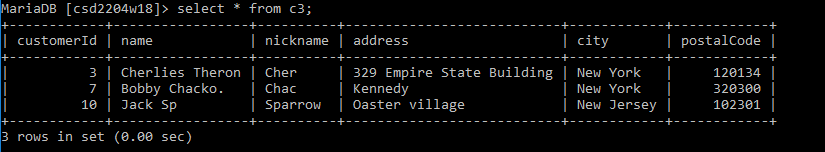 MariaDB [csd2204w18]> select * from c3;
+------------+-----------------+----------+---------------------------+------------+------------+
| customerId | name            | nickname | address                   | city       | postalCode |
+------------+-----------------+----------+---------------------------+------------+------------+
|          3 | Cherlies Theron | Cher     | 329 Empire State Building | New York   |     120134 |
|          7 | Bobby Chacko.   | Chac     | Kennedy                   | New York   |     320300 |
|         10 | Jack Sp         | Sparrow  | Oaster village            | New Jersey |     102301 |
+------------+-----------------+----------+---------------------------+------------+------------+
3 rows in set (0.00 sec)